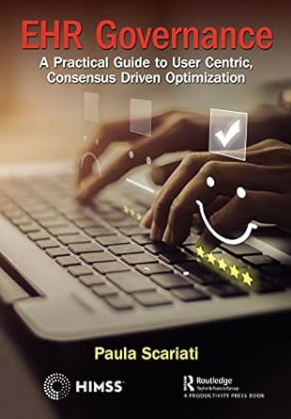 EHR Governance
A Practical Guide to User Centric,
Consensus Driven Optimization
Paula Scariati
HIMSS
Routledge
Taylor & Francis Group
A PRODUCTIVITY PRESS BOOK